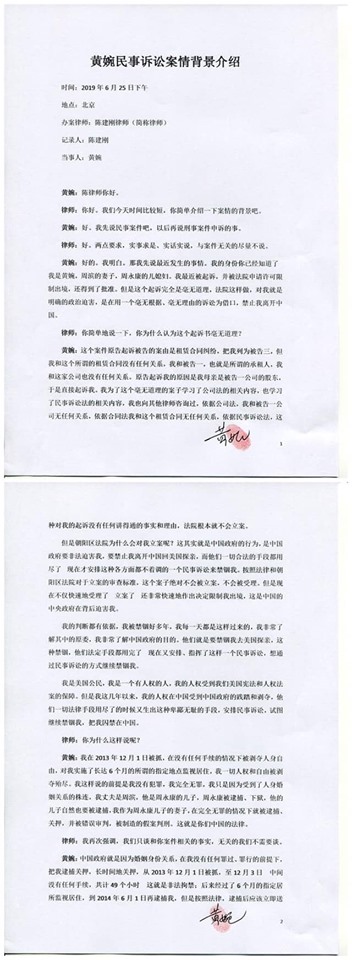 黄婉民事诉讼案情背景介绍
时间：2019 年 6 月 25 日下午
地点：北京
办案律师：陈建刚律师（简称律师）
记录人：陈建刚
当事人：黄婉
黄婉：陈律师你好。
律师：你好。我们今天时间比较短，你简单介绍一下案情的背景吧。
黄婉：好。我先说民事案件吧，以后再说刑事案件申诉的事。
律师：好。两点要求，实事求是、实话实说，与案件无关的尽量不说。
黄婉：好的。我明白。那我先说最近发生的事情。我的身份你已经知道了
我是黄婉，周滨的妻子，周永康的儿媳妇。我最近被起诉，并被法院申请许可限
制出境，还得到了批准。但是这个起诉完全是毫无道理，法院这样做，对我就是
明确的政治迫害，是在用一个毫无根据、毫无理由的诉讼为借口，禁止我离开中
国。
律师：你简单地说一下，你为什么认为这个起诉书毫无道理？
黄婉：这个案件原告起诉被告的案由是租赁合同纠纷，把我列为被告三，但
我和这个所谓的租赁合同没有任何关系，我和被告一，也就是所谓的承租人，我
和这家公司也没有任何关系。原告起诉我的原因是我母亲是被告一公司的股东，
于是直接起诉我。我为了这个毫无道理的案子学习了公司法的相关内容，也学习
了民事诉讼法的相关内容，我也向其他律师咨询过，依据公司法，我和被告一公
司无任何关系，依据合同法我和这个租赁合同无任何关系，依据民事诉讼法，这
黄婉
1
种对我的起诉没有任何讲得通的事实和理由，法院根本就不会立案。
但是朝阳区法院为什么会对我立案呢？这其实就是中国政府的行为，是中国
政府要非法迫害我，要禁止我离开中国回美国探亲，而他们一切合法的手段都用
尽了 现在才安排这种各方面都不着调的一个民事诉讼来禁锢我。按照法律和朝
阳区法院对于立案的审查标准，这个案子绝对不会被立案，不会被受理，但是现
在不仅快速地受理了 立案了 还非常快速地作出决定限制我出境，这是中国的
中央政府在背后迫害我。
我的判断都有依据，我被禁锢好多年，我每一天都是这样过来的，我非常了
解其中的原委，我非常了解中国政府的目的。他们就是要禁锢我去美国探亲，这
种禁锢，他们法定手段都用完了 现在又安排、指挥了这样一个民事诉讼，想通
过民事诉讼的方式继续禁锢我。
我是美国公民，我是一个有人权的人，我的人权受到我们美国宪法和人权法
案的保障。但是我这几年以来，我的人权在中国受到中国政府的践踏和剥夺，他
们一切法律手段用尽了的时候又生出这种卑鄙无耻的手段，安排民事诉讼，试图
继续禁锢我，把我囚禁在中国。
律师：你为什么这样说呢？
黄婉：我在 2013 年 12 月 1 日被抓，在没有任何手续的情况下被剥夺人身自
由，对我实施了长达 6 个月的所谓的指定地点监视居住，我一切人权和自由被剥
夺殆尽。我这样说的前提是我没有犯罪，我完全无罪，我只是因为受到了人身婚
姻关系的株连，我丈夫是周滨，他是周永康的儿子，周永康被逮捕、下狱，他的
儿子自然也要被逮捕，我作为周永康儿子的妻子，在完全无罪的情况下就被逮捕、
关押，并被错误审判，被制造的假案判刑。这就是你们中国的法律。
律师：我再次强调，我们只谈和你案件相关的事实，无关的我们不需要谈。
黄婉：中国政府就是因为婚姻身份关系，在我没有任何罪过、罪行的前提下，
把我逮捕关押，长时间地关押，从 2013 年 12 月 1 日被抓，至 12 月 3 日 中间
没有任何手续，共计 49 个小时 这就是非法拘禁；后来经过了 6 个月的指定居
所监视居住，到 2014 年 6 月 1 日再逮捕我，但是按照法律，逮捕后应该立即送
黄婉
2